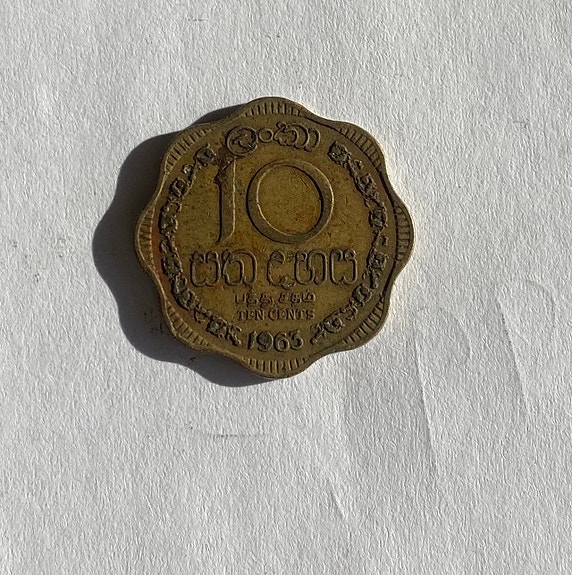 ලංකා
10
සත දහය
பத்து சதம்
TEN CENTS
1963